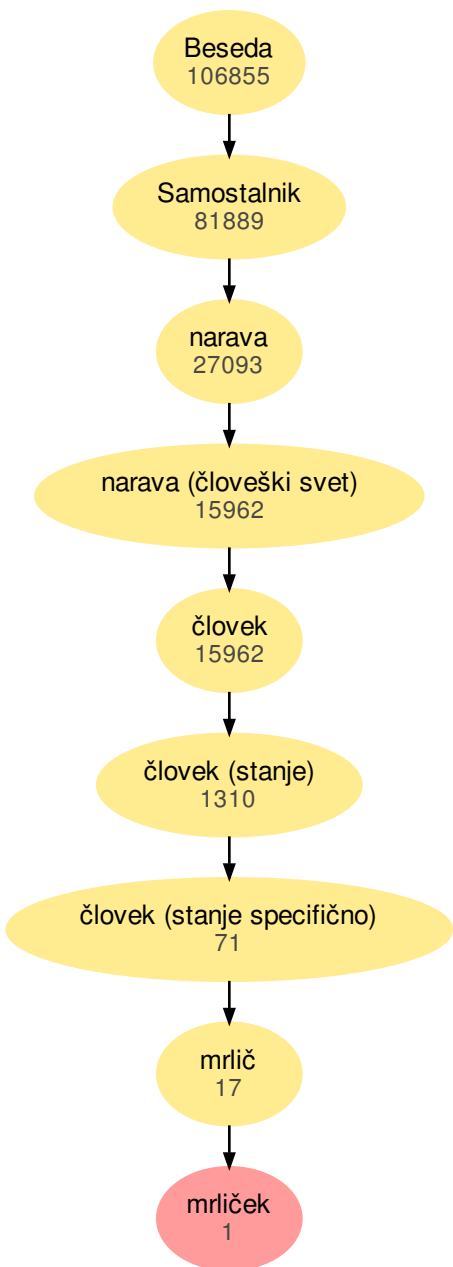 Beseda
106855
Samostalnik
81889
narava
27093
narava (človeški svet)
15962
človek
15962
človek (stanje)
1310
človek (stanje specifično)
71
mrlič
17
mrliček
1